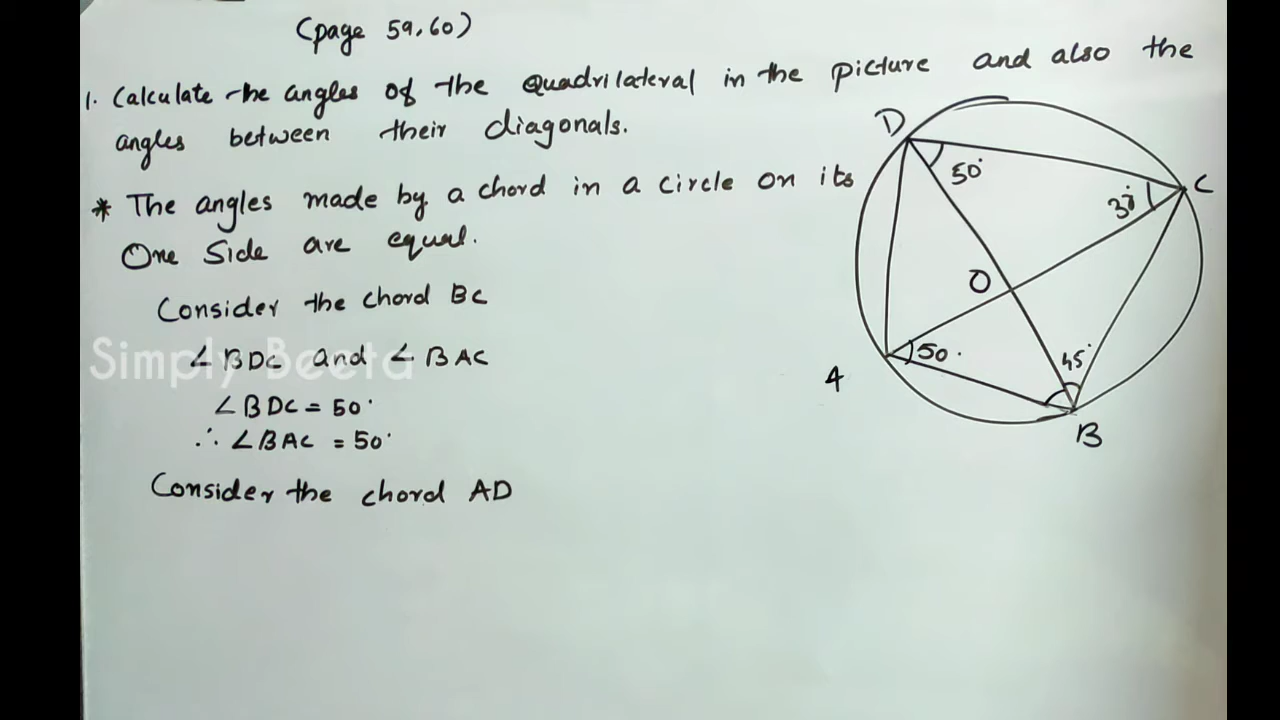 (page 59,60)
1. Calculate the angles of the Quadrilateral in the picture and also the
angles between their diagonals.
* The angles made by a chord in a circle on its
One Side are equal.
Consider the chord BC
∠BDC and ∠BAC
∠BDC = 50°
∴ ∠BAC = 50°
Consider the chord AD
Simply Beeta
D
50°
30°
C
O
50°
45°
A
B